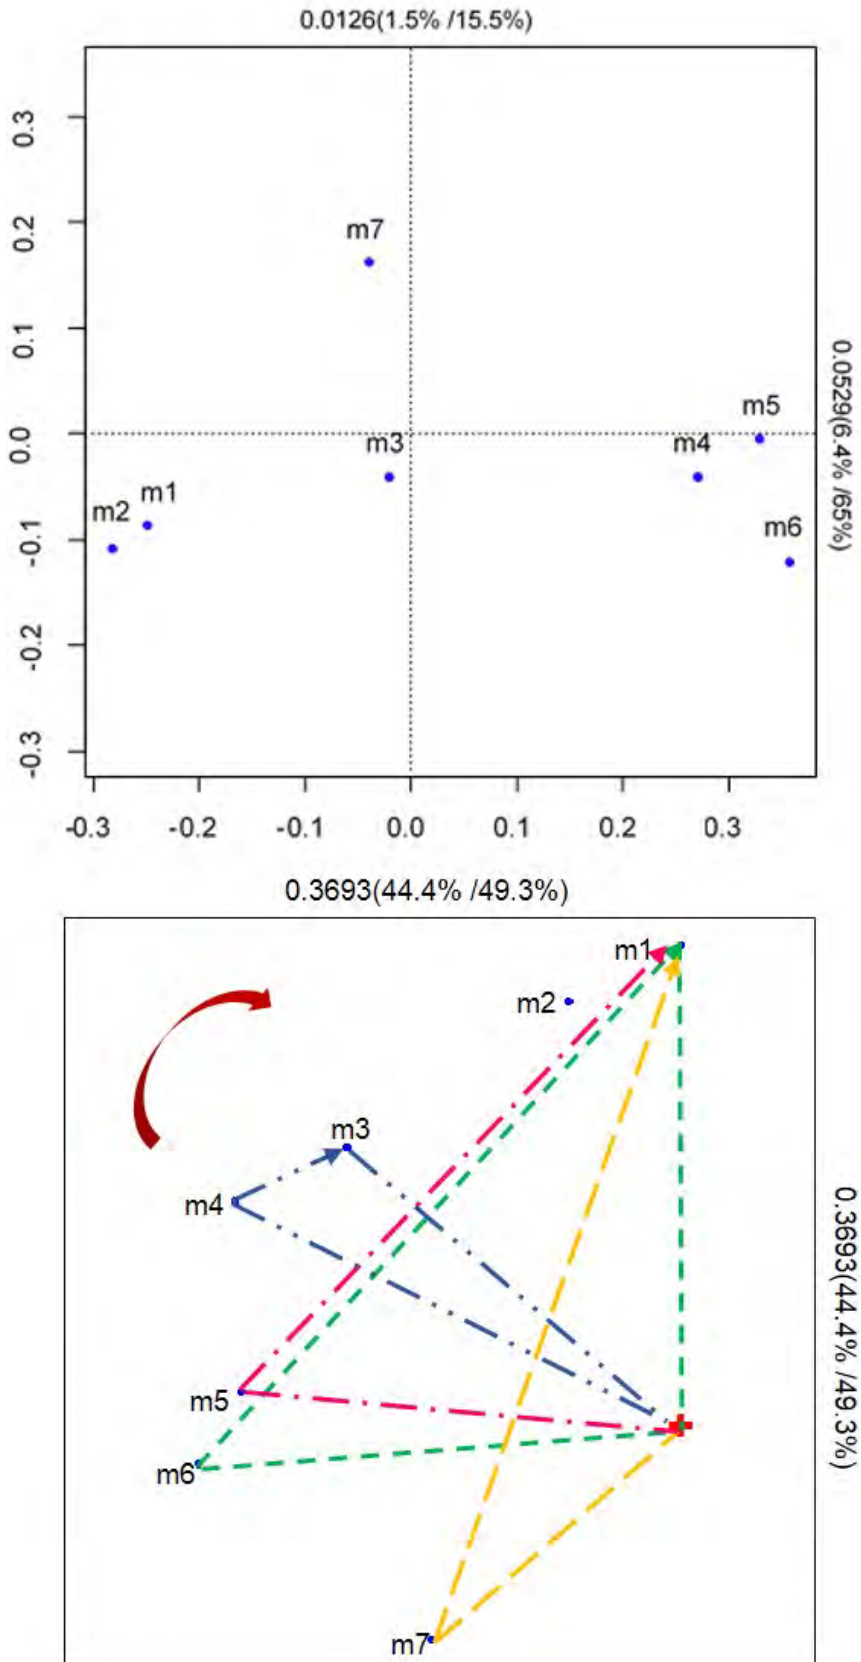 0.0126(1.5% /15.5%)
0.3
0.2
0.1
0.0
-0.1
-0.2
-0.3
m7
m5
m3
m4
m1
m2
m6
0.0529(6.4% /65%)
-0.3 -0.2 -0.1 0.0 0.1 0.2 0.3
0.3693(44.4% /49.3%)
m1
m2
m3
m4
m5
m6
m7
0.3693(44.4% /49.3%)